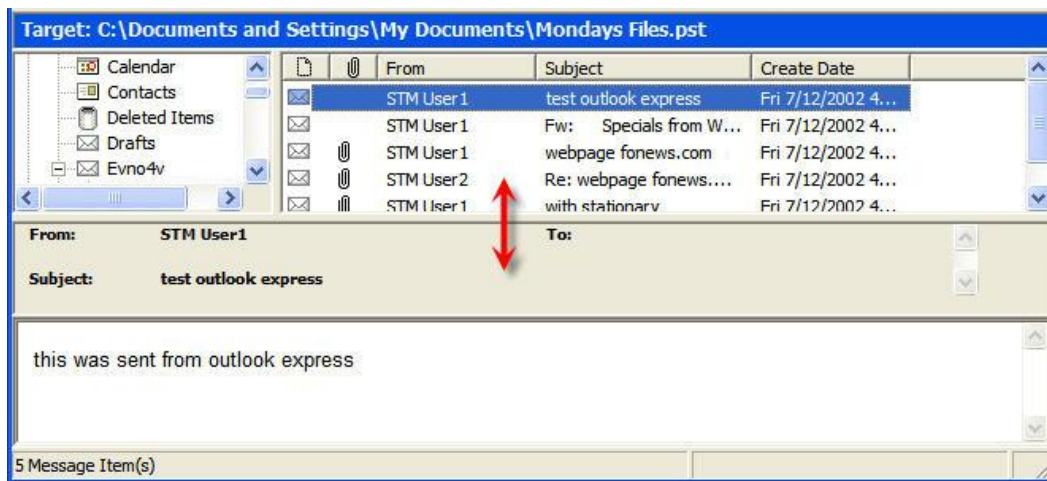 Target: C:\Documents and Settings\My Documents\Mondays Files.pst
Calendar
Contacts
Deleted Items
Drafts
Evno4v
From Subject Create Date
STM User1 test outlook express Fri 7/12/2002 4...
STM User1 Fw: Specials from W... Fri 7/12/2002 4...
STM User1 webpage fonews.com Fri 7/12/2002 4...
STM User2 Re: webpage fonews.... Fri 7/12/2002 4...
STM User1 with stationary Fri 7/12/2002 4...
From: STM User1 To:
Subject: test outlook express
this was sent from outlook express
5 Message Item(s)